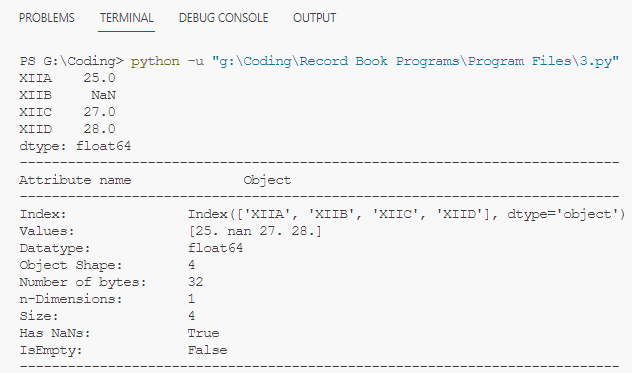 PROBLEMS TERMINAL DEBUG CONSOLE OUTPUT
PS G:\Coding> python -u "g:\Coding\Record Book Programs\Program Files\3.py"
XIIA    25.0
XIIB     NaN
XIIC    27.0
XIID    28.0
dtype: float64
---------------------------------------------------------------------------
Attribute name              Object
---------------------------------------------------------------------------
Index:               Index(['XIIA', 'XIIB', 'XIIC', 'XIID'], dtype='object')
Values:              [25. nan 27. 28.]
Datatype:            float64
Object Shape:        4
Number of bytes:     32
n-Dimensions:        1
Size:                4
Has NaNs:            True
IsEmpty:             False
---------------------------------------------------------------------------